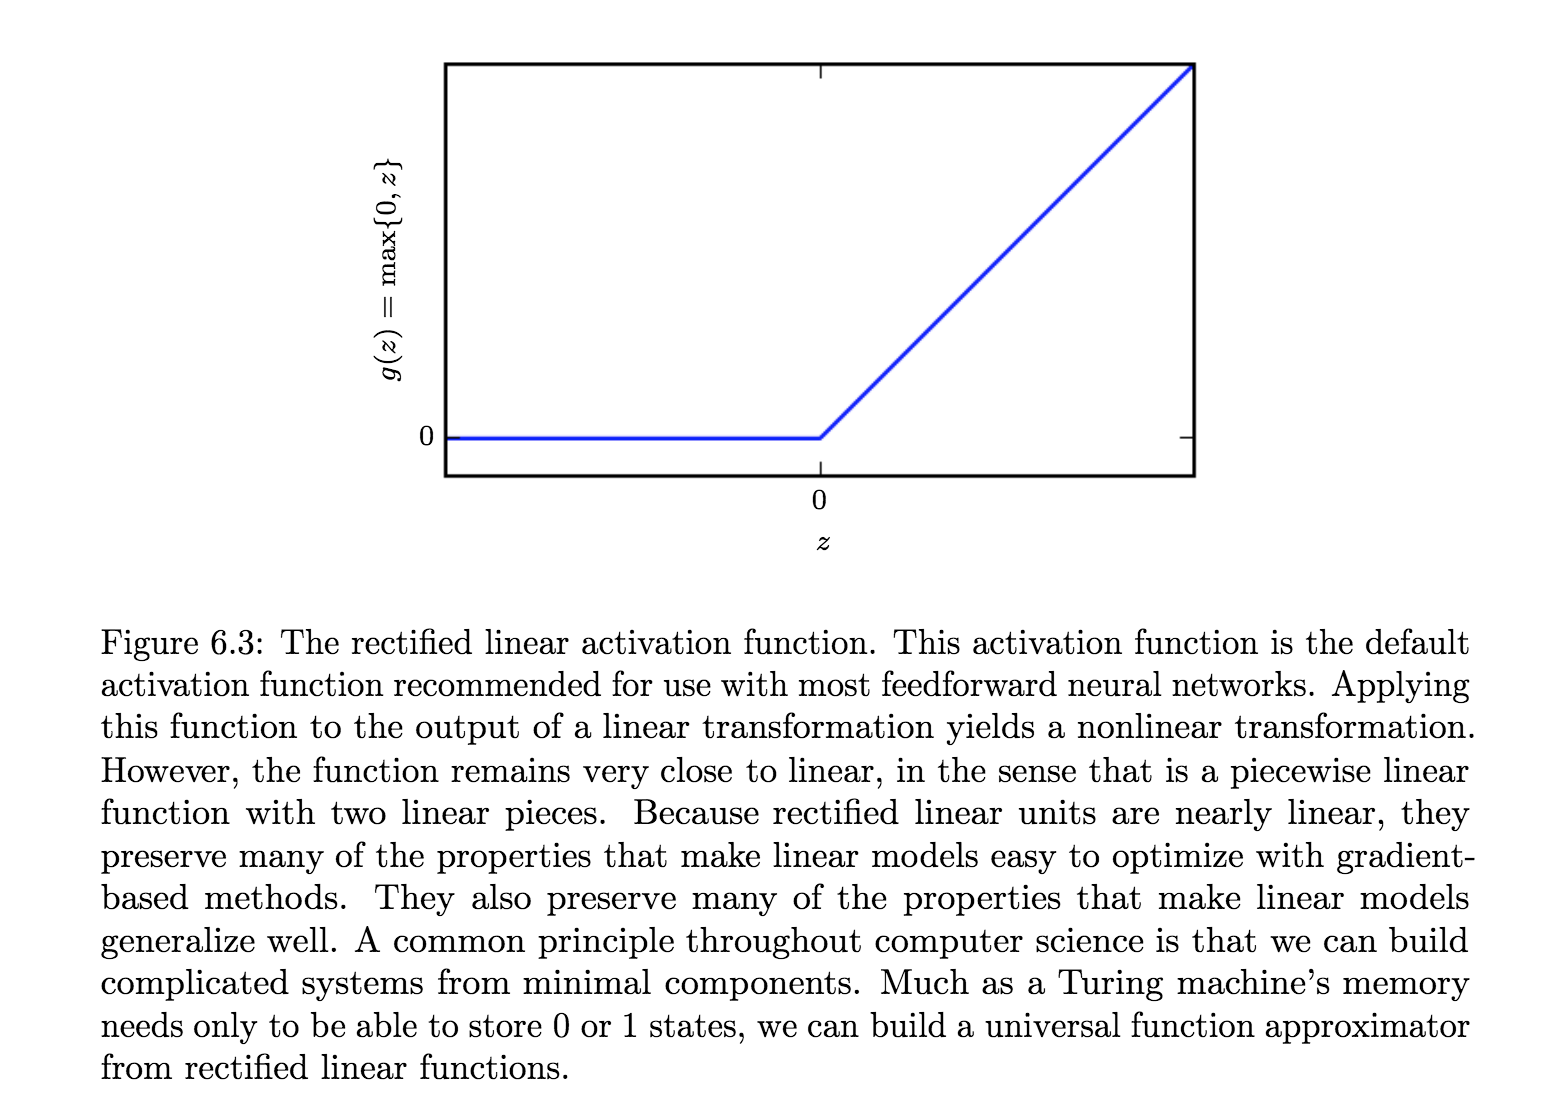 g(z) = max{0, z}
0
0
z
Figure 6.3: The rectified linear activation function. This activation function is the default
activation function recommended for use with most feedforward neural networks. Applying
this function to the output of a linear transformation yields a nonlinear transformation.
However, the function remains very close to linear, in the sense that is a piecewise linear
function with two linear pieces. Because rectified linear units are nearly linear, they
preserve many of the properties that make linear models easy to optimize with gradient-
based methods. They also preserve many of the properties that make linear models
generalize well. A common principle throughout computer science is that we can build
complicated systems from minimal components. Much as a Turing machine's memory
needs only to be able to store 0 or 1 states, we can build a universal function approximator
from rectified linear functions.